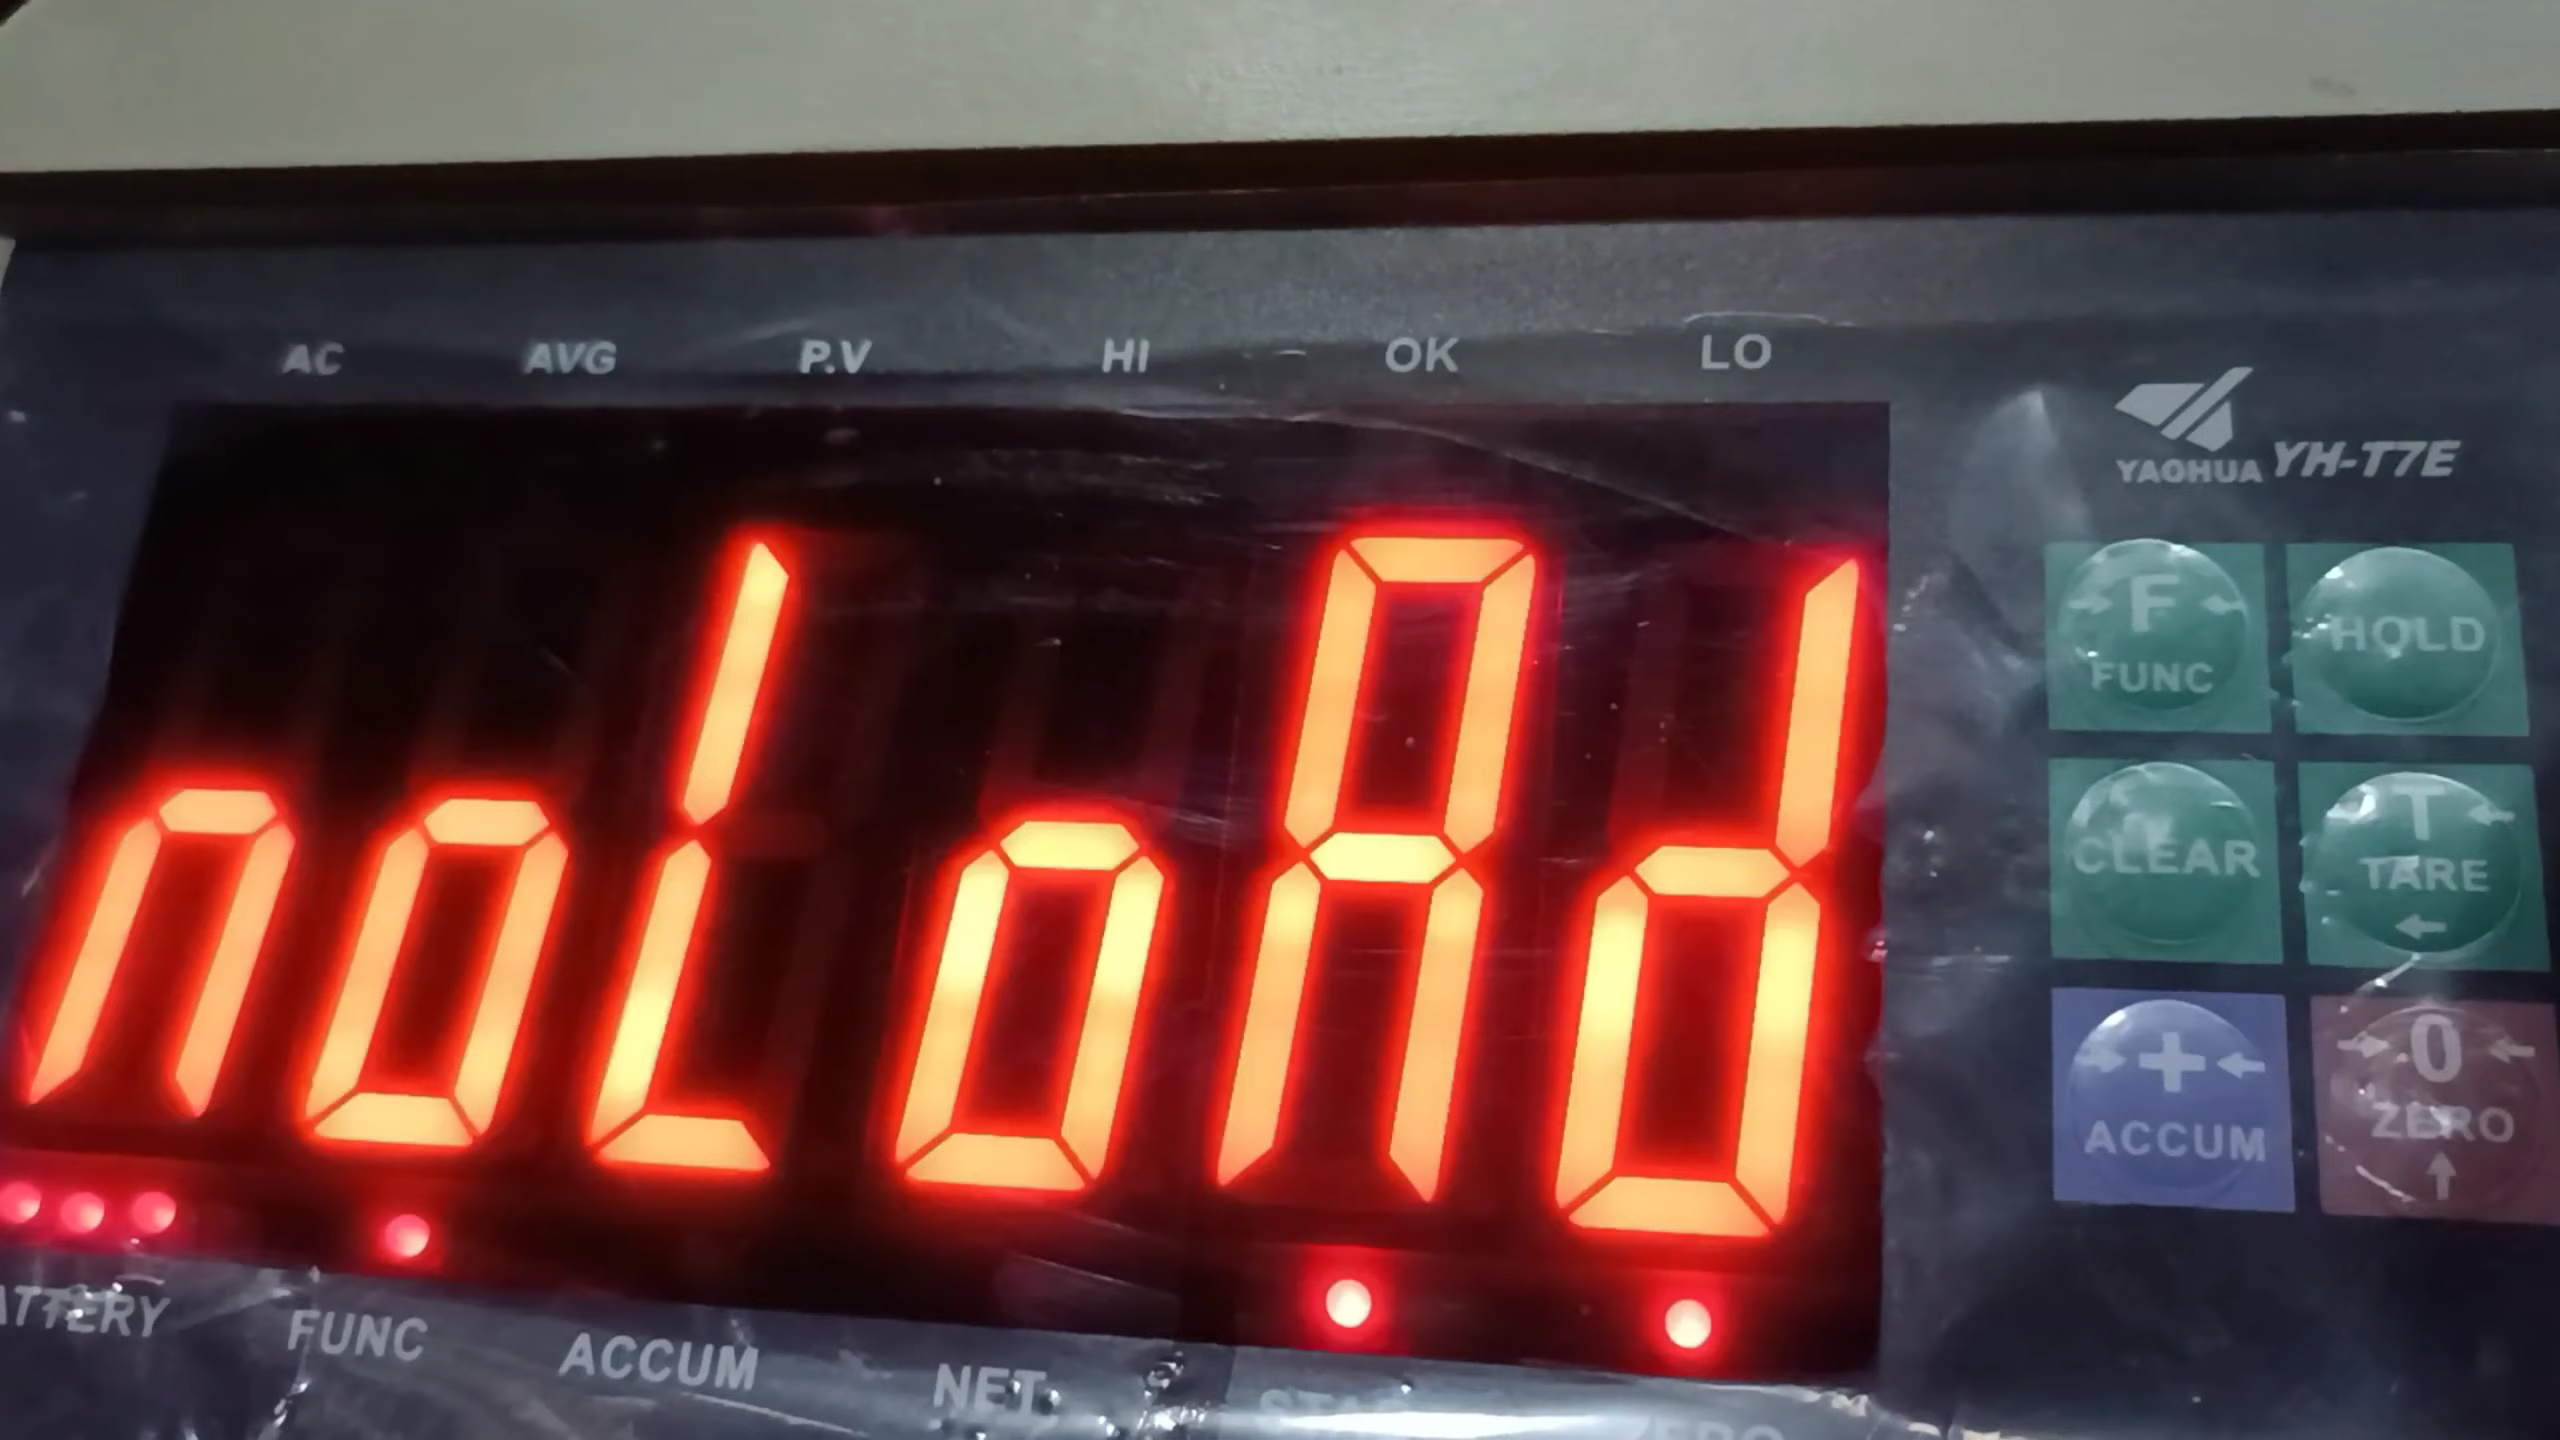 AC AVG P.V HI OK LO
YAOHUA YH-T7E
noLoAd
F
FUNC
HOLD
CLEAR
T
TARE
+
ACCUM
0
ZERO
FUNC
ACCUM
NET